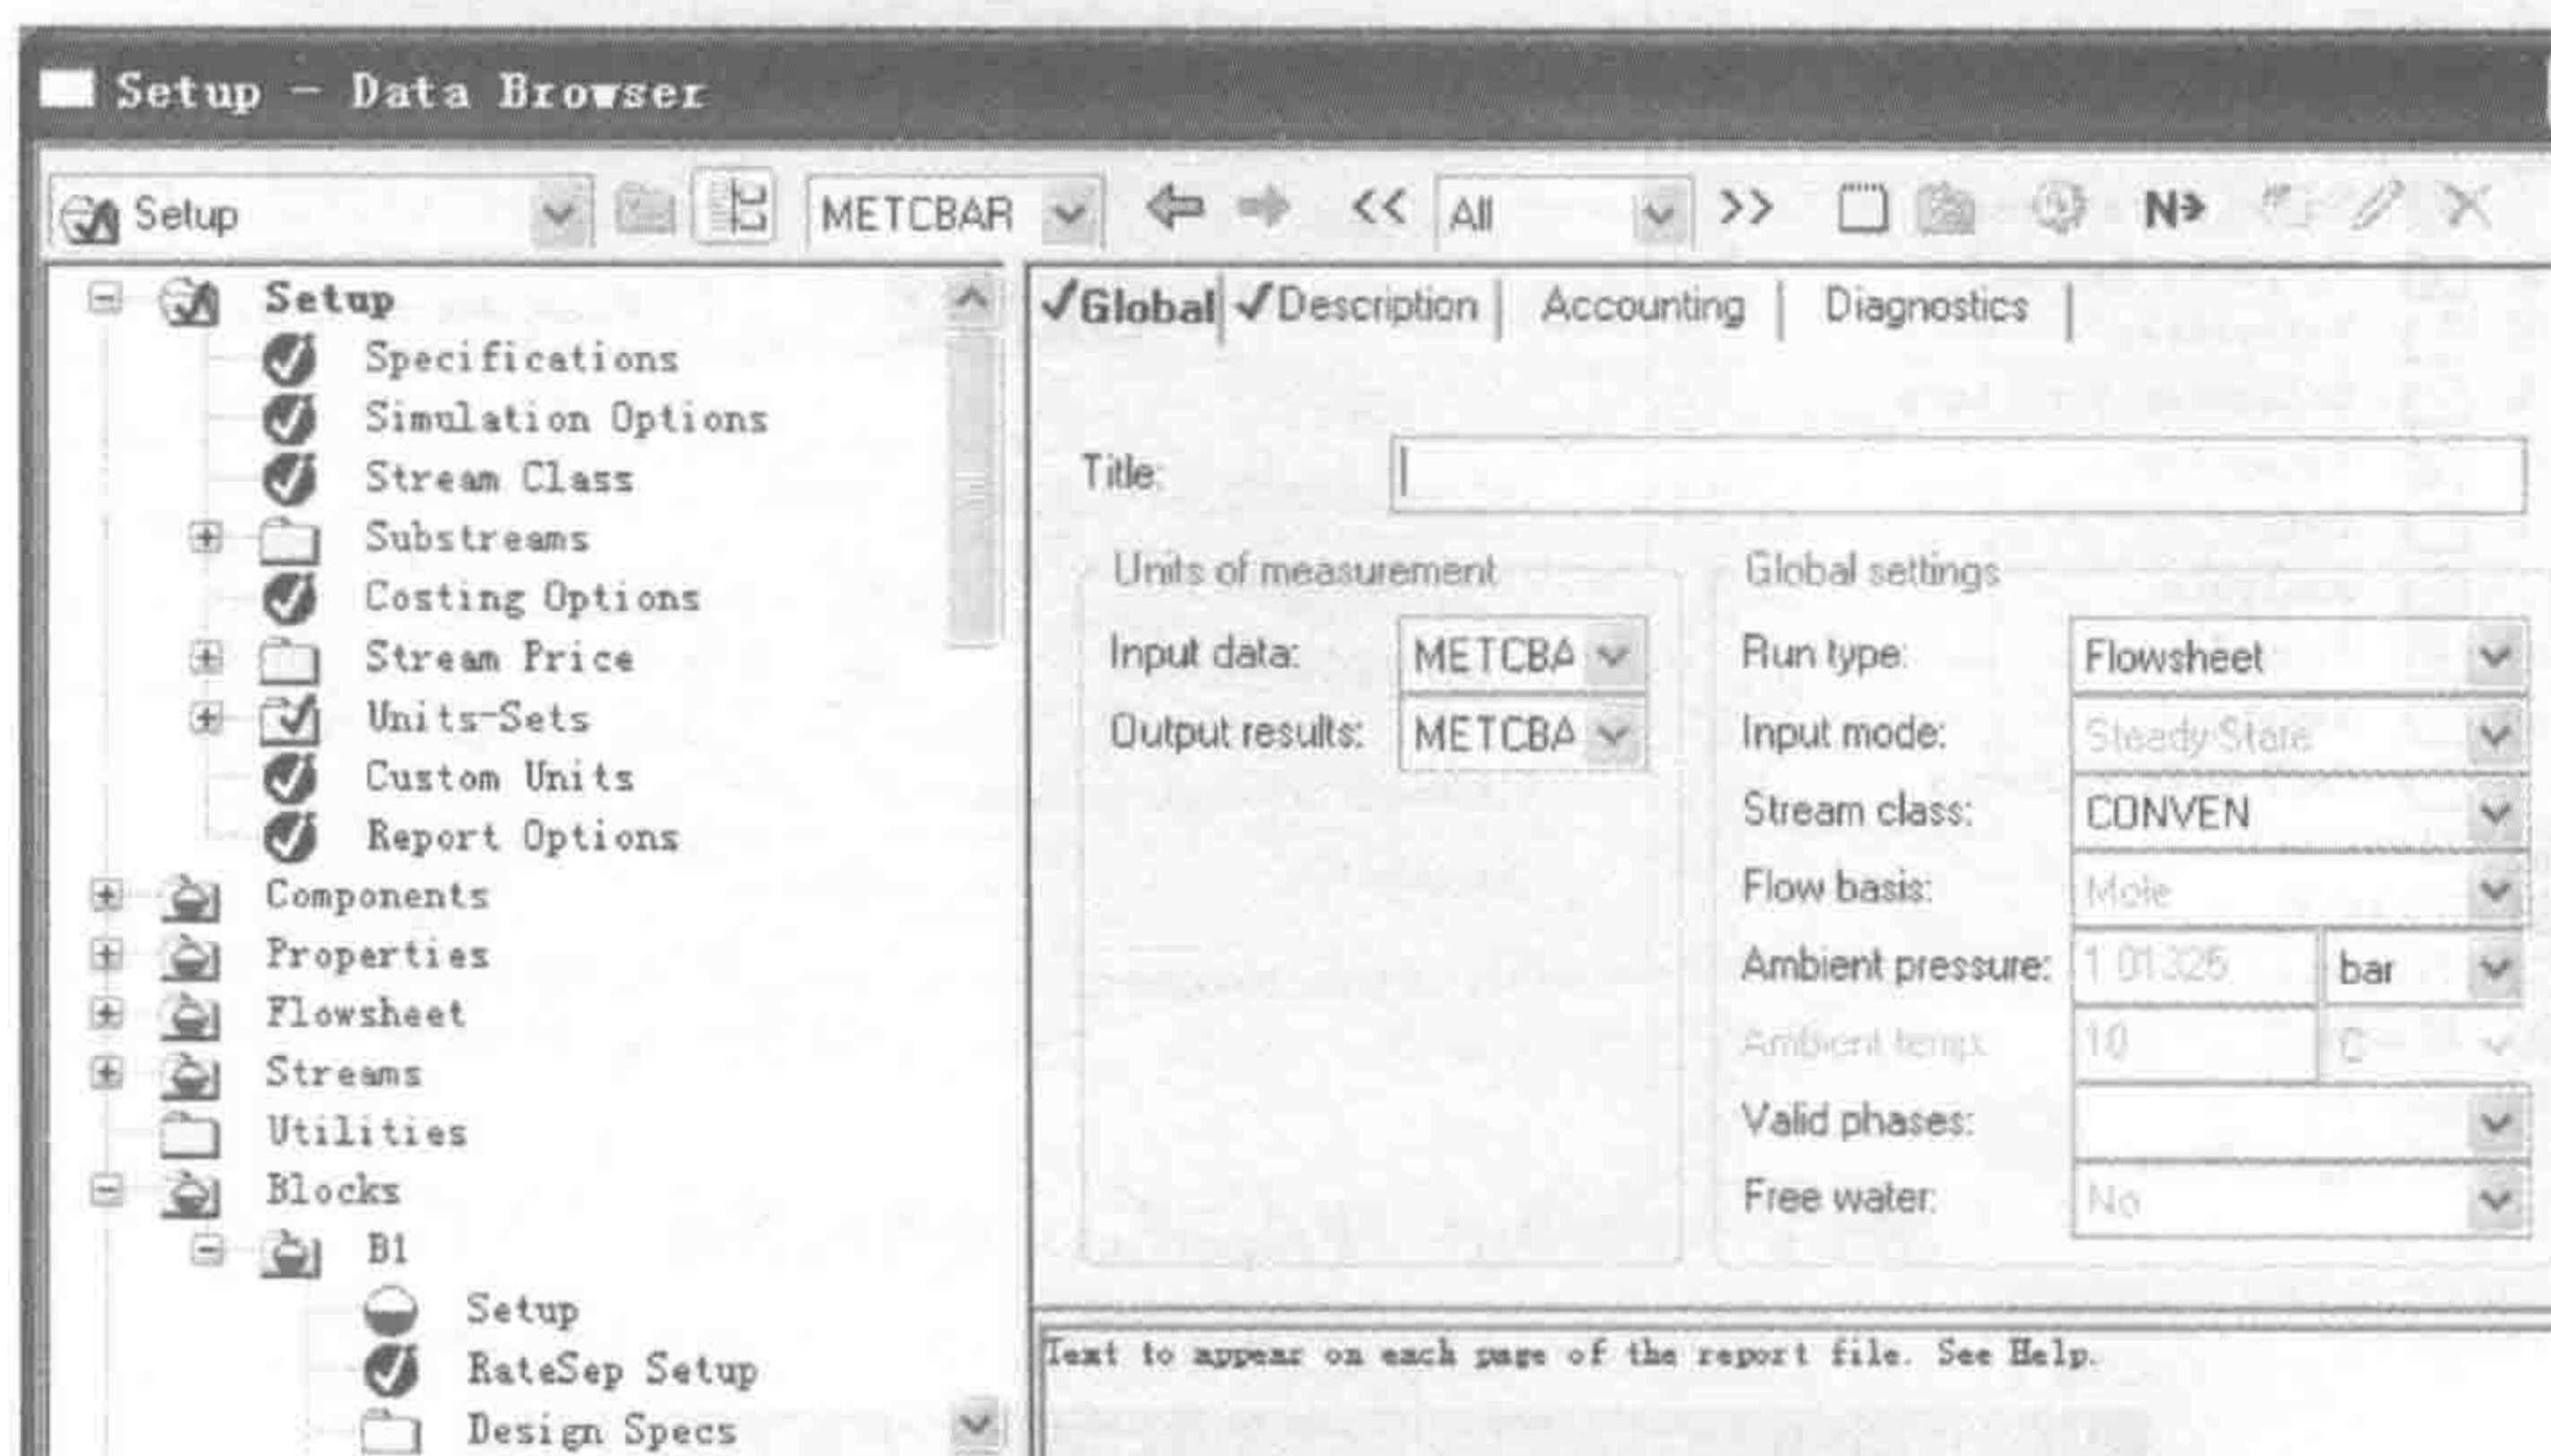 Setup - Data Browser
Setup METCBAR << All >> N
Setup
Specifications
Simulation Options
Stream Class
Substreams
Costing Options
Stream Price
Units-Sets
Custom Units
Report Options
Components
Properties
Flowsheet
Streams
Utilities
Blocks
B1
Setup
RateSep Setup
Design Specs
Global Description Accounting Diagnostics
Title:
Units of measurement
Input data: METCBA
Output results: METCBA
Global settings
Run type: Flowsheet
Input mode: Steady-State
Stream class: CONVEN
Flow basis: Mole
Ambient pressure: 1.01325 bar
Ambient temp.: 10 C
Valid phases:
Free water: No
Text to appear on each page of the report file. See Help.